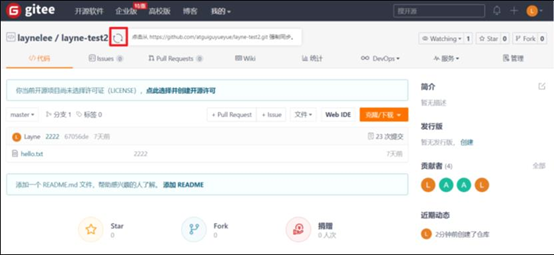 gitee 开源软件 企业版 特惠 高校版 博客 我的 搜开源
laynelee / layne-test2 点击从 https://github.com/atguiguyueyue/layne-test2.git 强制同步。 Watching 1 Star 0 Fork 0
代码 Issues 0 Pull Requests 0 Wiki 统计 DevOps 服务 管理
你当前开源项目尚未选择许可证（LICENSE），点此选择并创建开源许可
简介
暂无描述
master 分支 1 标签 0 + Pull Request + Issue 文件 Web IDE 克隆/下载
发行版
暂无发行版，创建
L Layne 2222 67056de 7天前 23 次提交
hello.txt 2222 7天前
贡献者 (4) 全部
L A A L
添加一个 README.md 文件，帮助感兴趣的人了解。 添加 README
近期动态
L 2分钟前创建了仓库
Star
0
Fork
0
捐赠
0 人次